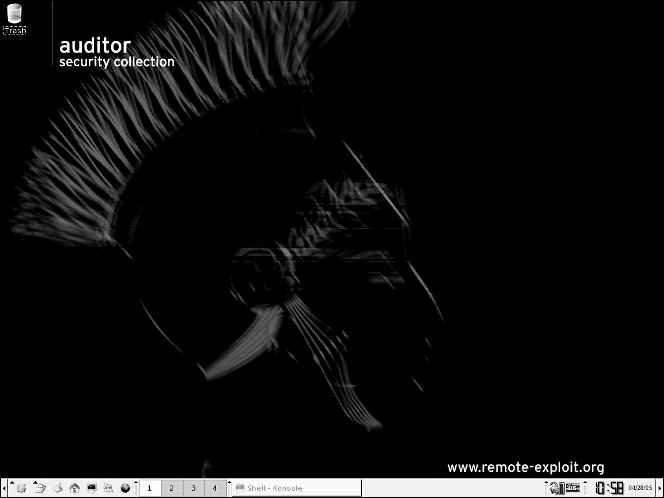 Trash
auditor
security collection
www.remote-exploit.org
1 2 3 4 Shell - Konsole 10:58 04/28/05